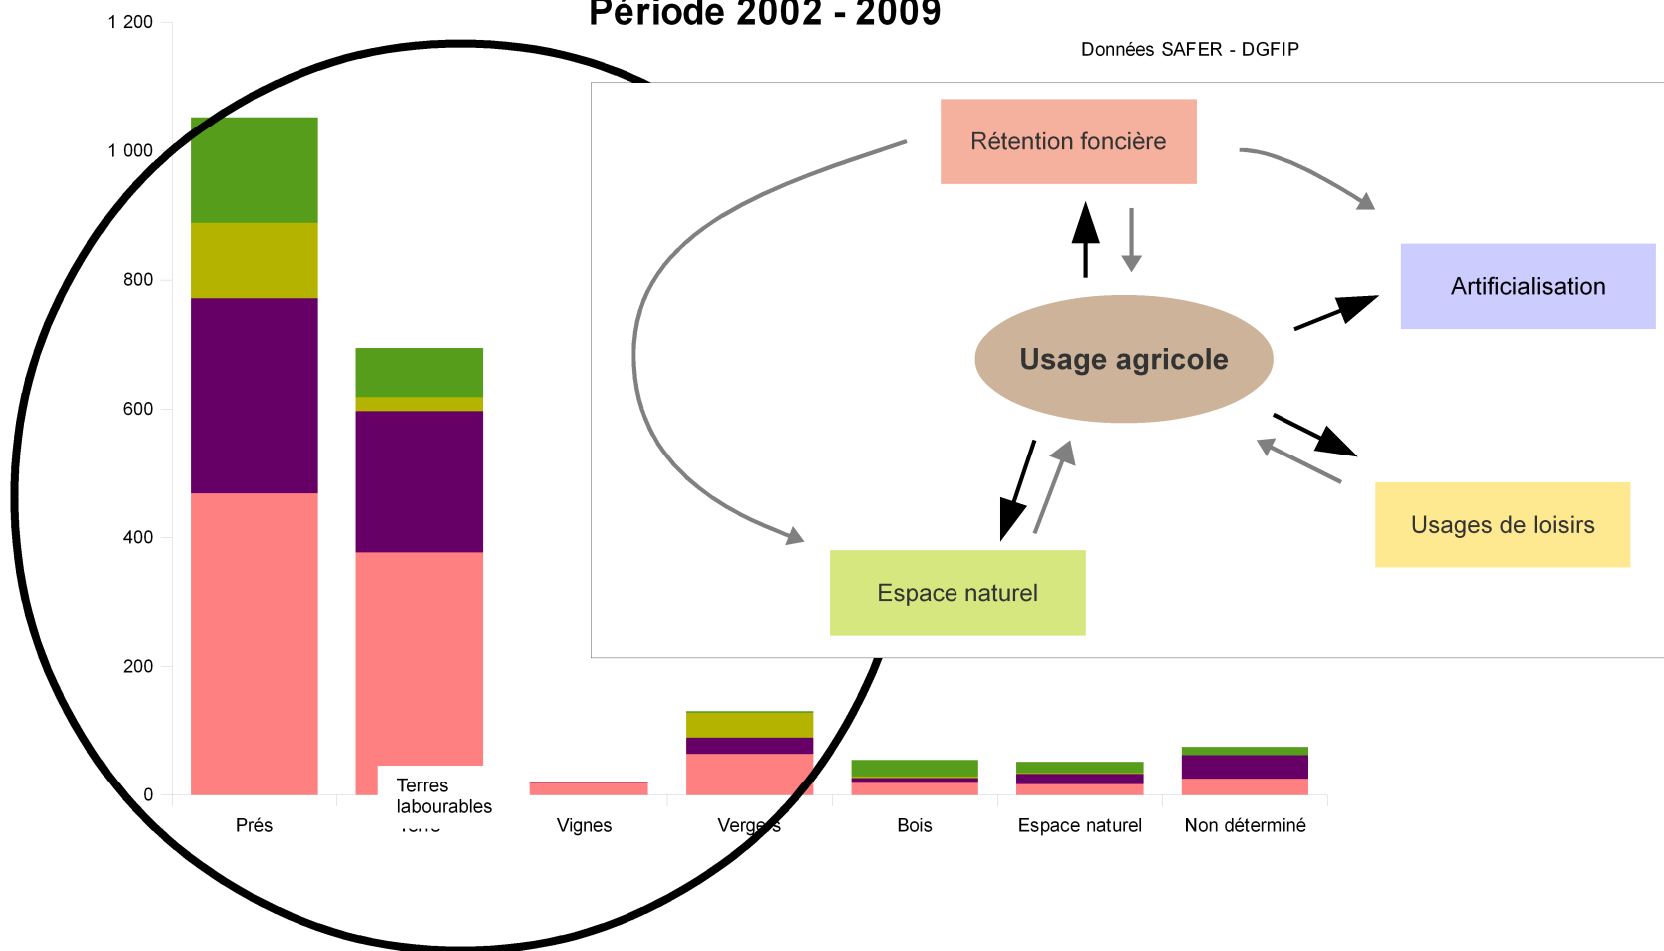 Période 2002 - 2009
Données SAFER - DGFIP
1 200
1 000
800
600
400
200
0
Rétention foncière
Artificialisation
Usage agricole
Usages de loisirs
Espace naturel
Terres
labourables
Prés
Vignes
Vergers
Bois
Espace naturel
Non déterminé